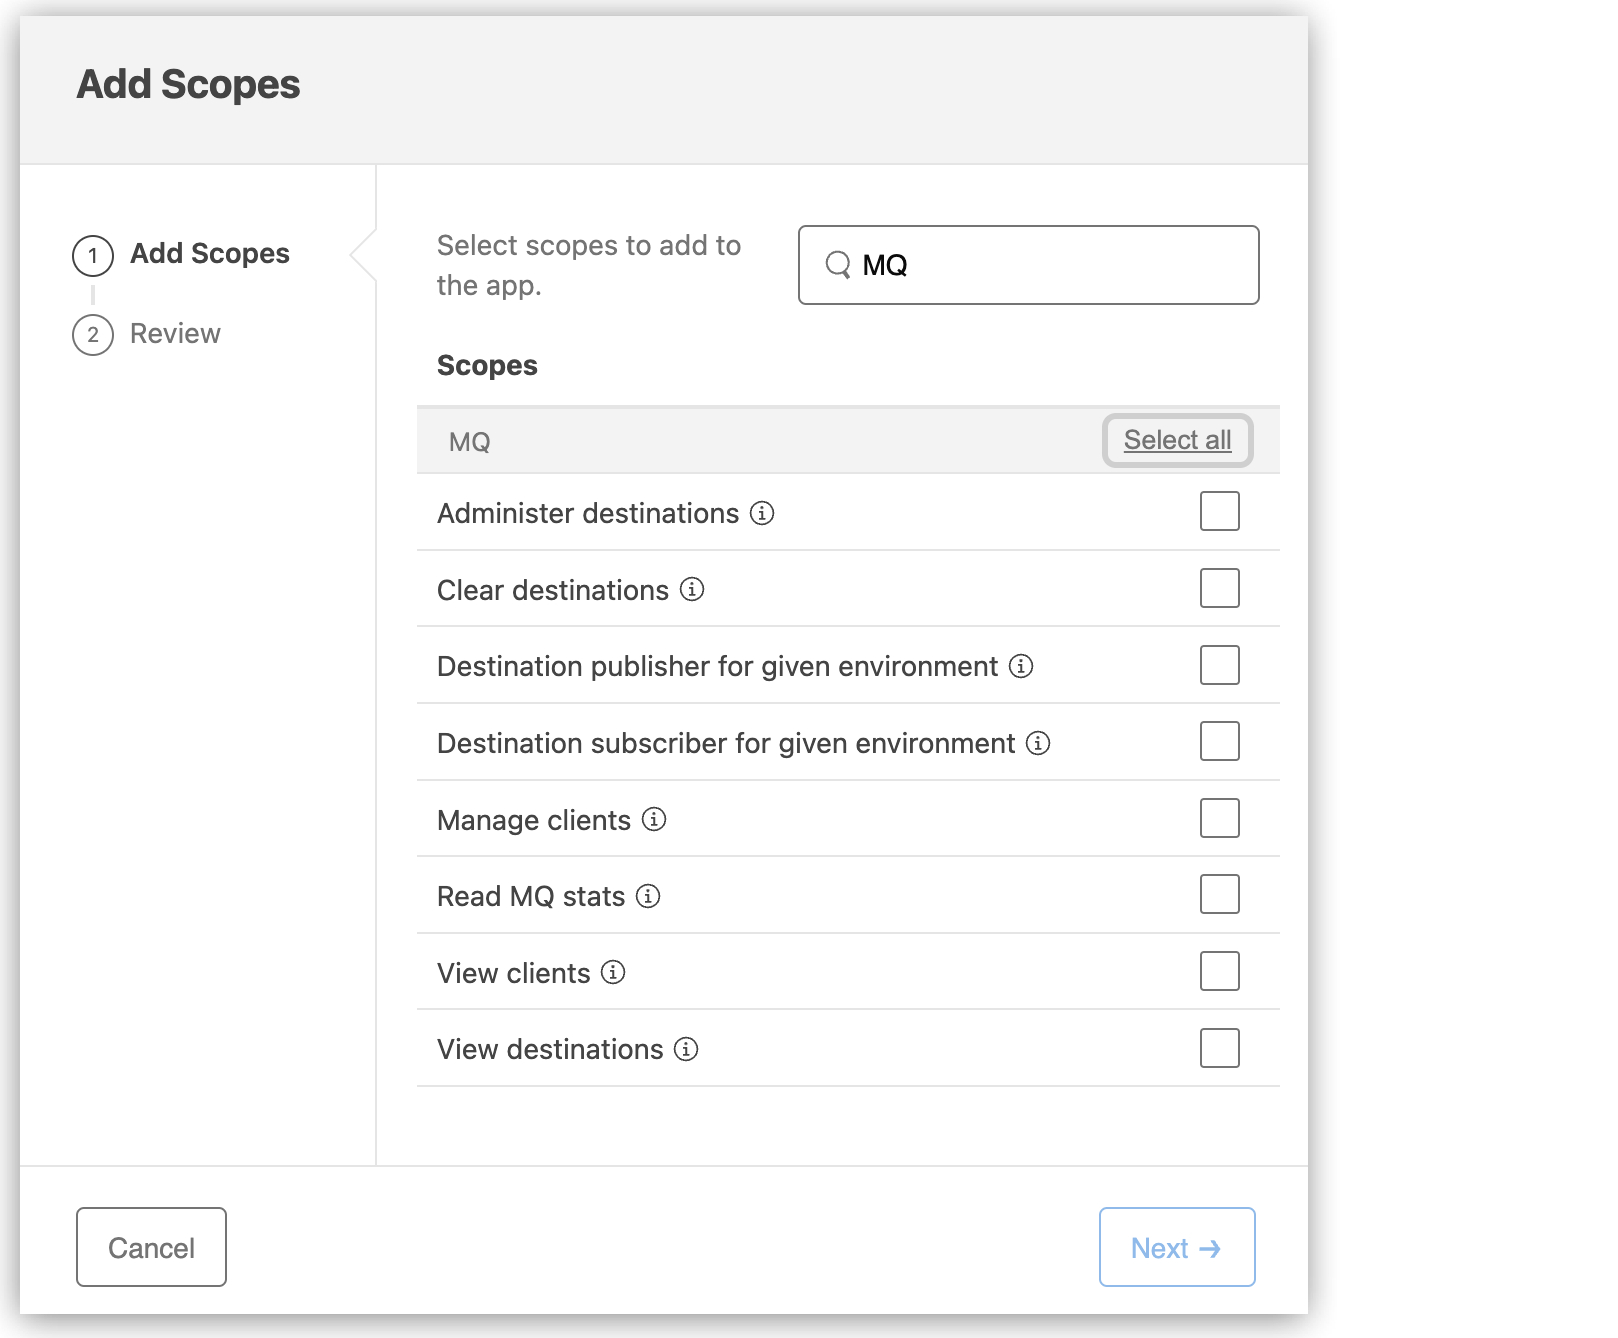 Add Scopes
1 Add Scopes
2 Review
Select scopes to add to
the app.
MQ
Scopes
MQ Select all
Administer destinations
Clear destinations
Destination publisher for given environment
Destination subscriber for given environment
Manage clients
Read MQ stats
View clients
View destinations
Cancel
Next →